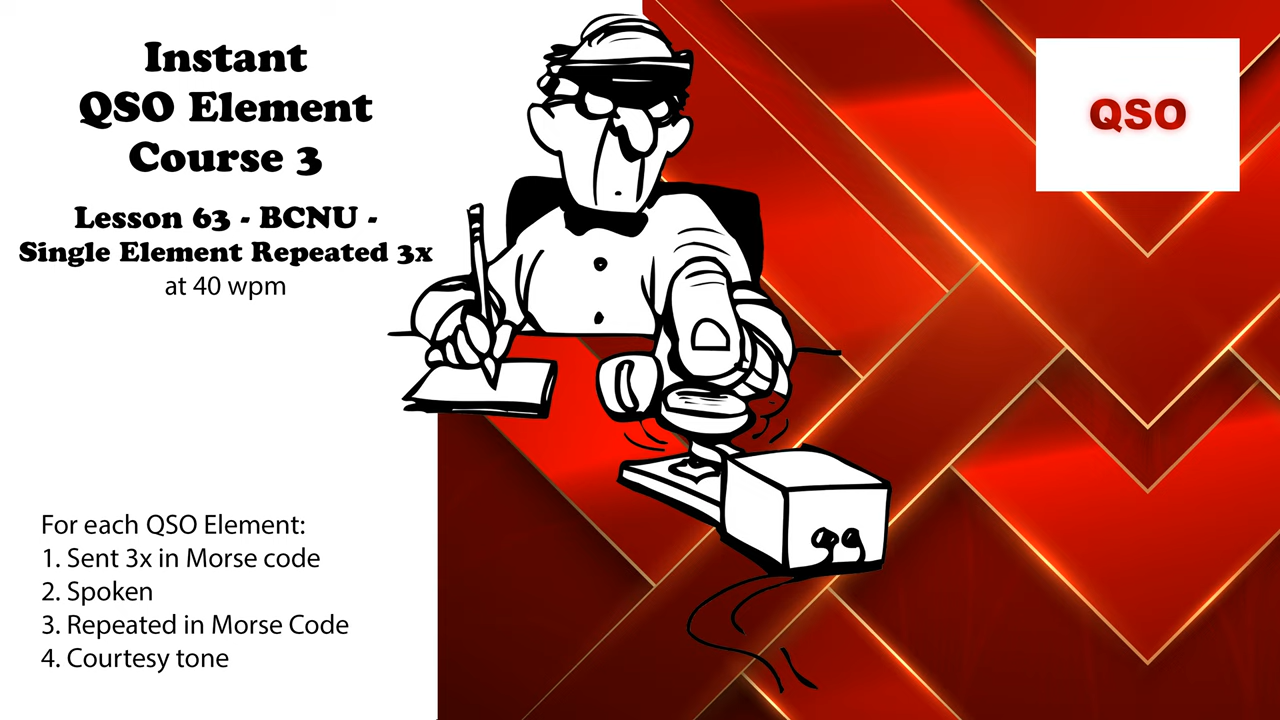 Instant
QSO Element
Course 3
Lesson 63 - BCNU -
Single Element Repeated 3x
at 40 wpm
QSO
For each QSO Element:
1. Sent 3x in Morse code
2. Spoken
3. Repeated in Morse Code
4. Courtesy tone